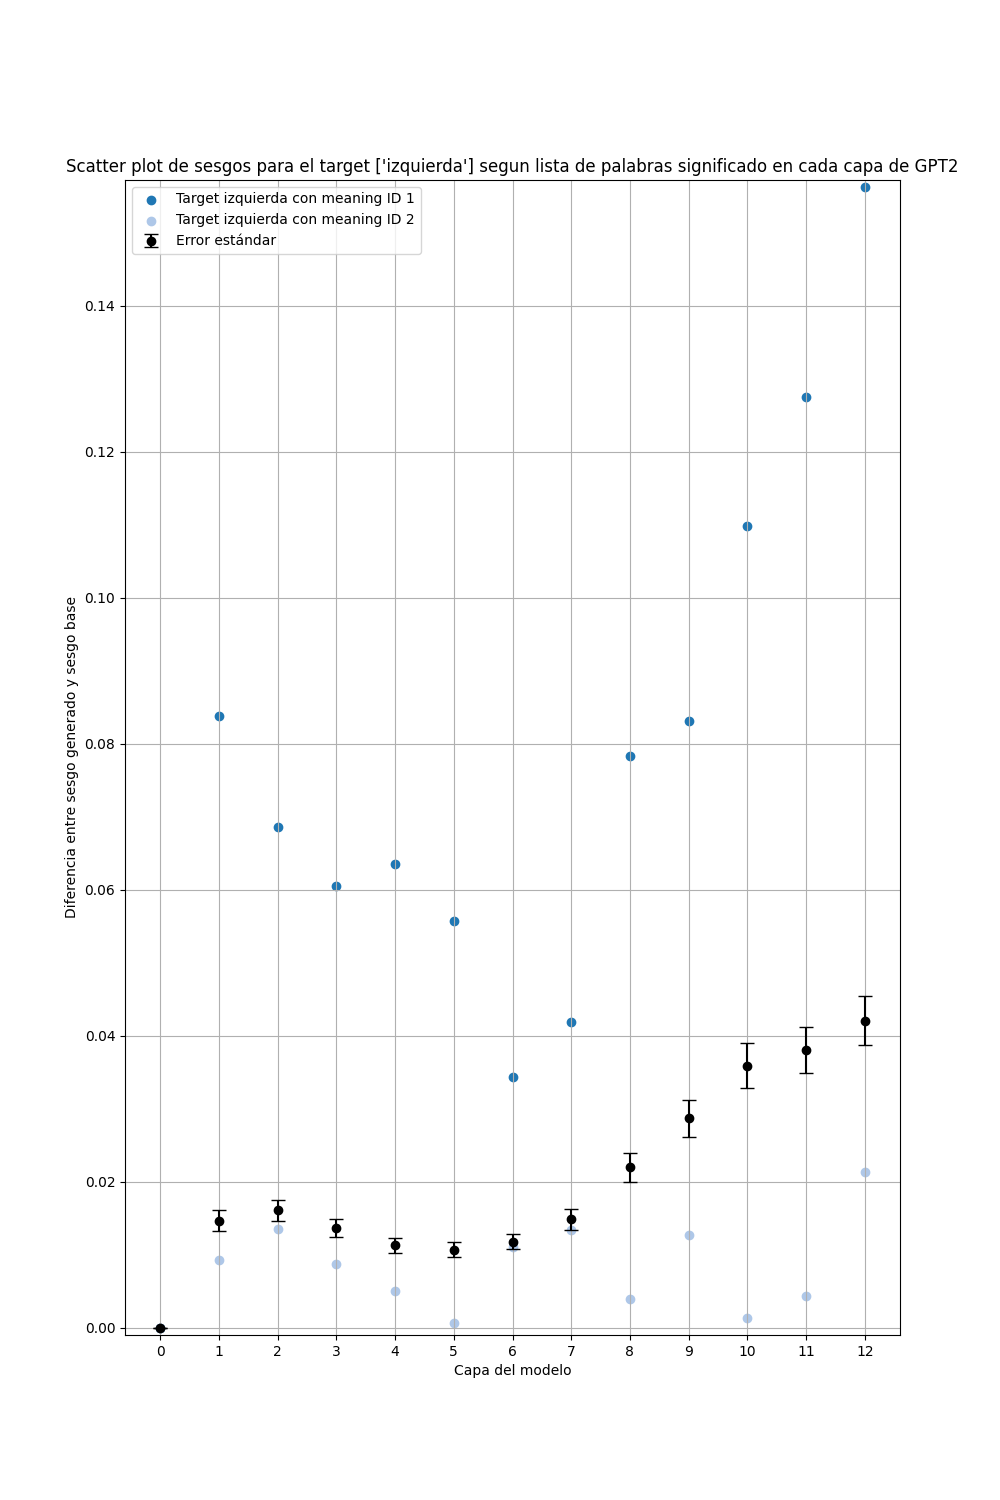 Scatter plot de sesgos para el target ['izquierda'] segun lista de palabras significado en cada capa de GPT2
Target izquierda con meaning ID 1
Target izquierda con meaning ID 2
Error estándar
0.14
0.12
0.10
0.08
0.06
0.04
0.02
0.00
Diferencia entre sesgo generado y sesgo base
0 1 2 3 4 5 6 7 8 9 10 11 12
Capa del modelo